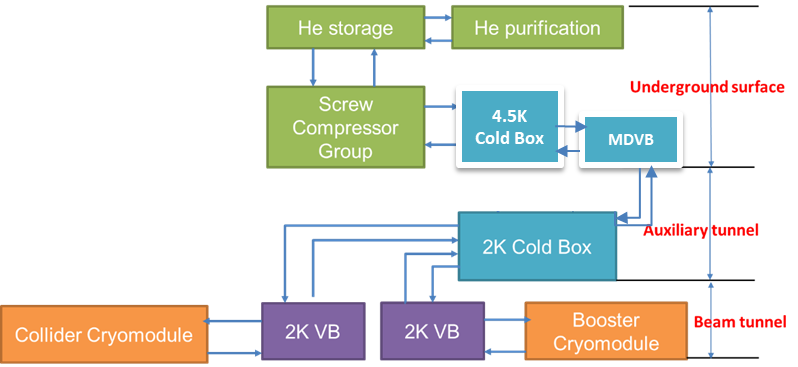 He storage
He purification
Underground surface
Screw
Compressor
Group
4.5K
Cold Box
MDVB
Auxiliary tunnel
2K Cold Box
Beam tunnel
Collider Cryomodule
2K VB
2K VB
Booster
Cryomodule